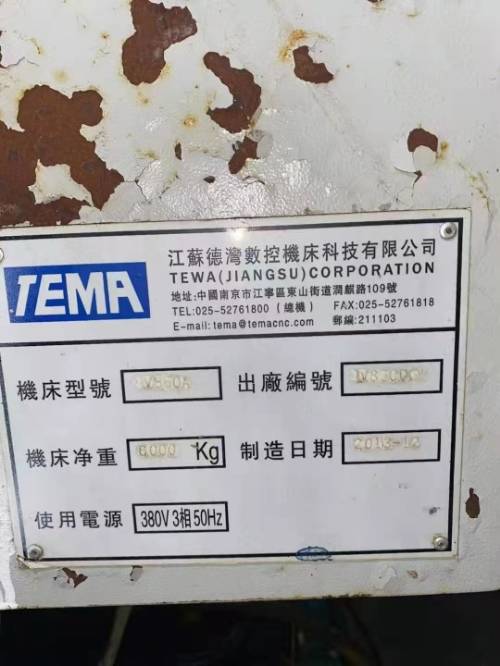 TEMA
江蘇德灣數控機床科技有限公司
TEWA(JIANGSU)CORPORATION
地址:中國南京市江寧區東山街道潤麒路109號
TEL:025-52761800（總機） FAX:025-52761818
E-mail:tema@temacnc.com 郵編:211103
機床型號 出廠編號
機床净重 6000 Kg 制造日期 2013-12
使用電源 380V 3相 50Hz